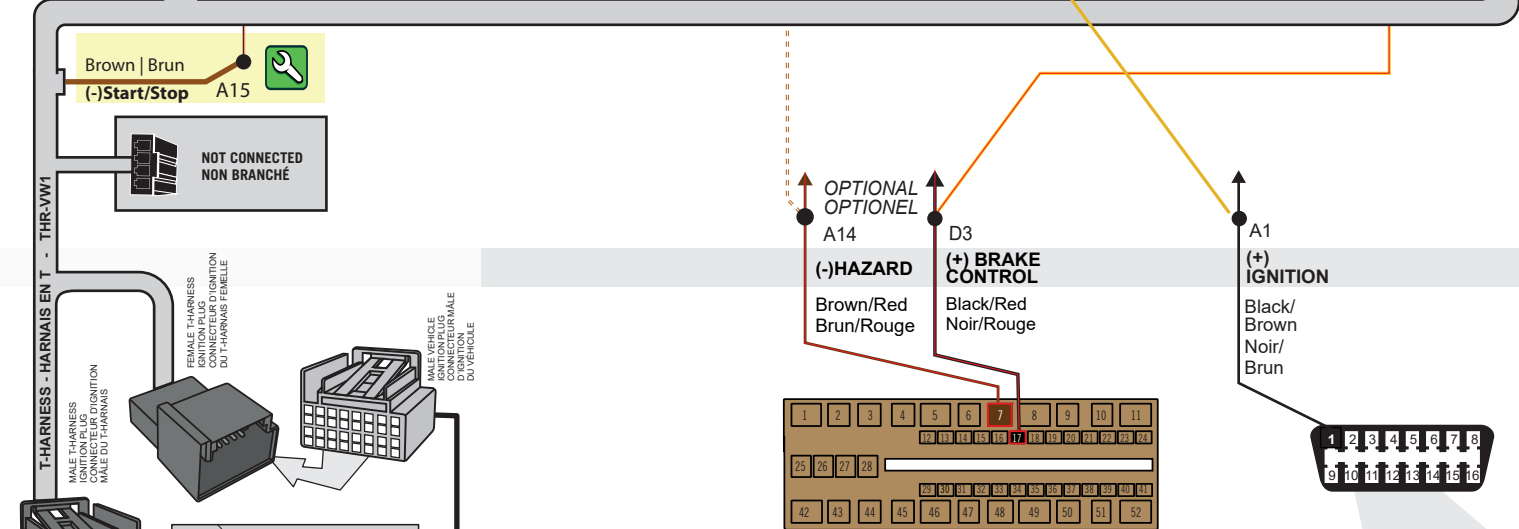 Brown | Brun
(-)Start/Stop
A15
NOT CONNECTED
NON BRANCHÉ
T-HARNESS - HARNAIS EN T - THR-VW1
FEMALE T-HARNESS
IGNITION PLUG
CONNECTEUR D'IGNITION
DU T-HARNAIS FEMELLE
MALE VEHICLE
IGNITION PLUG
CONNECTEUR MÂLE
D'IGNITION
DU VÉHICULE
MALE T-HARNESS
IGNITION PLUG
CONNECTEUR D'IGNITION
MÂLE DU T-HARNAIS
OPTIONAL
OPTIONEL
A14
(-)HAZARD
Brown/Red
Brun/Rouge
D3
(+) BRAKE
CONTROL
Black/Red
Noir/Rouge
A1
(+)
IGNITION
Black/
Brown
Noir/
Brun
1 2 3 4 5 6 7 8 9 10 11
12 13 14 15 16 17 18 19 20 21 22 23 24
25 26 27 28
29 30 31 32 33 34 35 36 37 38 39 40 41
42 43 44 45 46 47 48 49 50 51 52
1 2 3 4 5 6 7 8
9 10 11 12 13 14 15 16